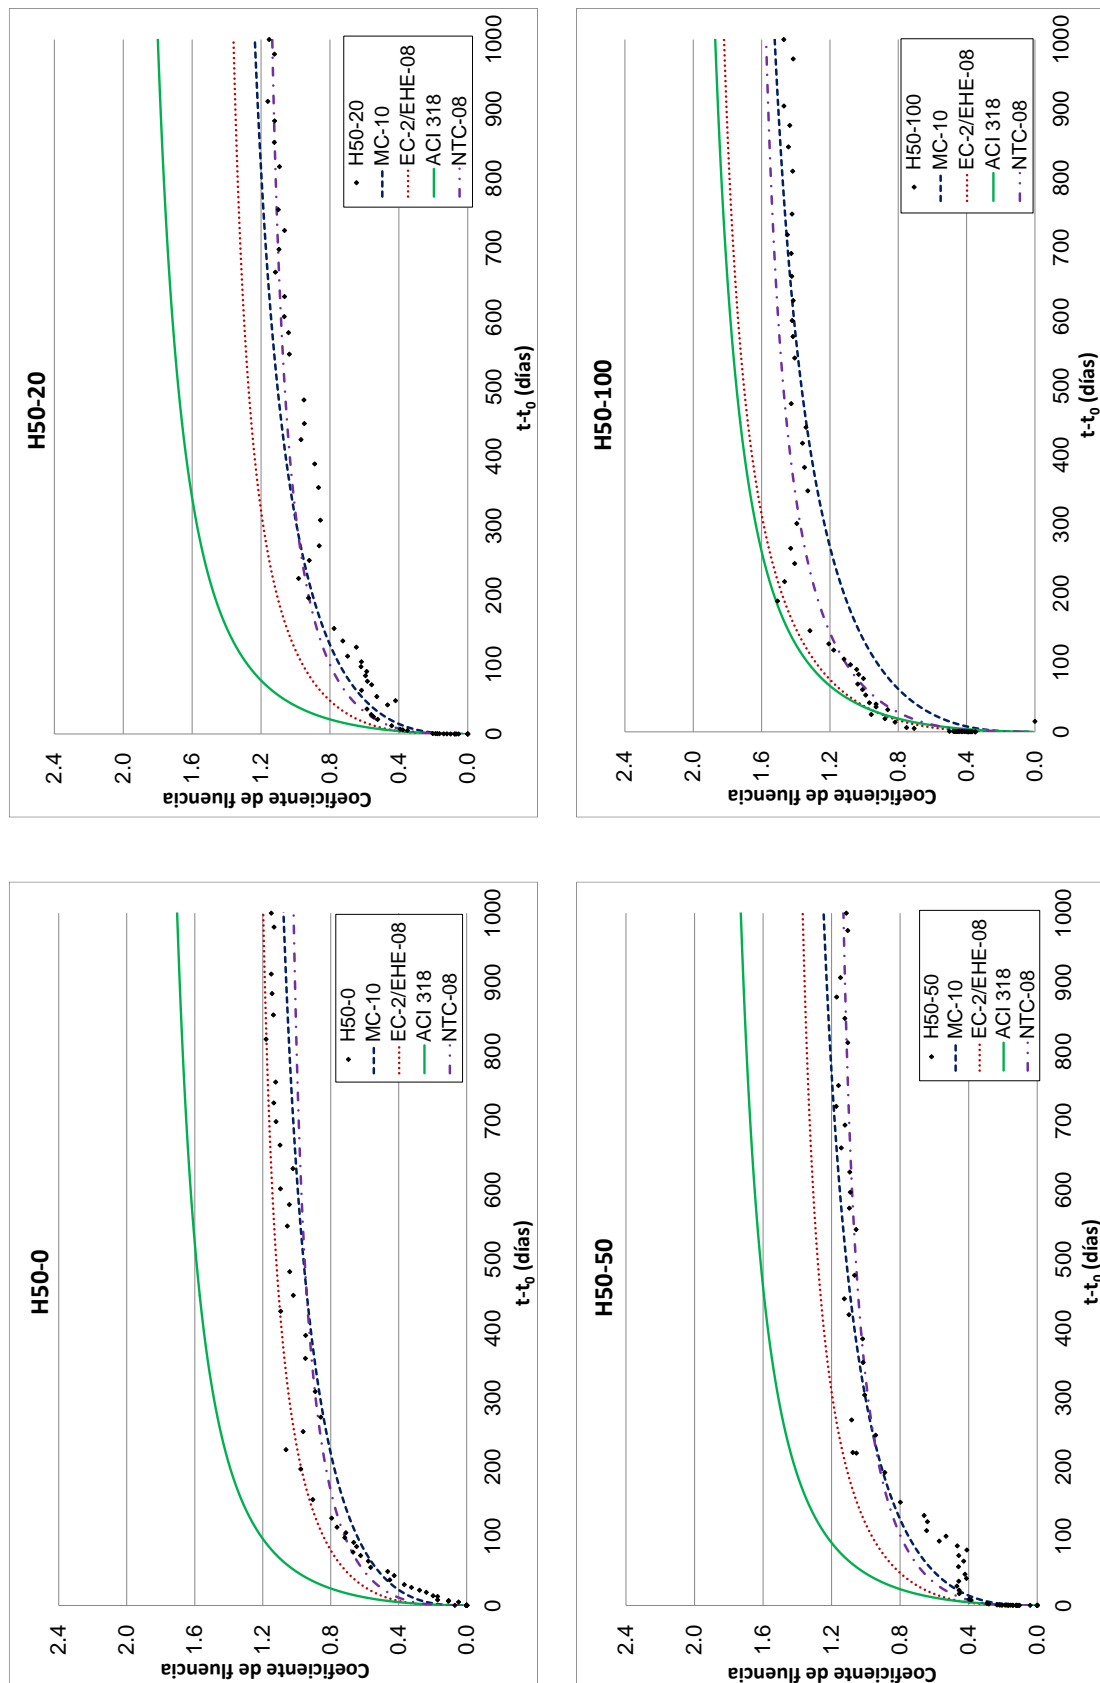 H50-0
Coeficiente de fluencia
2.4
2.0
1.6
1.2
0.8
0.4
0.0
0 100 200 300 400 500 600 700 800 900 1000
t-t0 (días)
H50-0
MC-10
EC-2/EHE-08
ACI 318
NTC-08
H50-20
Coeficiente de fluencia
2.4
2.0
1.6
1.2
0.8
0.4
0.0
0 100 200 300 400 500 600 700 800 900 1000
t-t0 (días)
H50-20
MC-10
EC-2/EHE-08
ACI 318
NTC-08
H50-50
Coeficiente de fluencia
2.4
2.0
1.6
1.2
0.8
0.4
0.0
0 100 200 300 400 500 600 700 800 900 1000
t-t0 (días)
H50-50
MC-10
EC-2/EHE-08
ACI 318
NTC-08
H50-100
Coeficiente de fluencia
2.4
2.0
1.6
1.2
0.8
0.4
0.0
0 100 200 300 400 500 600 700 800 900 1000
t-t0 (días)
H50-100
MC-10
EC-2/EHE-08
ACI 318
NTC-08